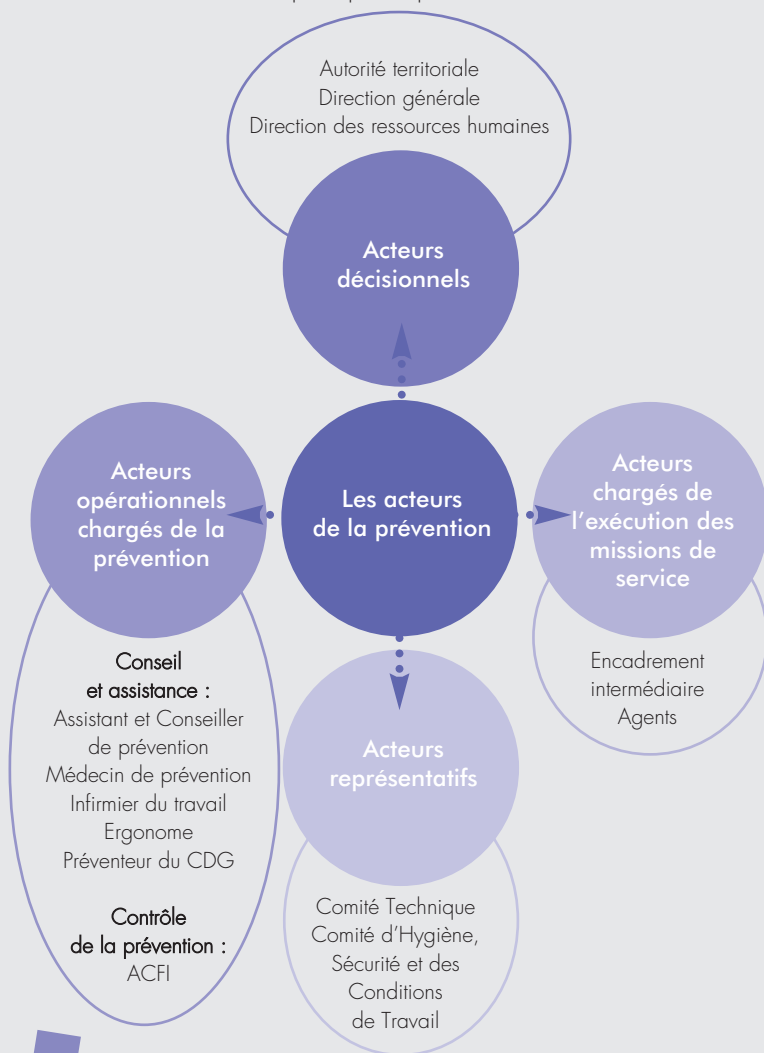 Autorité territoriale
Direction générale
Direction des ressources humaines
Acteurs
décisionnels
Acteurs
opérationnels
chargés de la
prévention
Les acteurs
de la prévention
Acteurs
chargés de
l'exécution des
missions de
service
Conseil
et assistance :
Assistant et Conseiller
de prévention
Médecin de prévention
Infirmier du travail
Ergonome
Préventeur du CDG
Contrôle
de la prévention :
ACFI
Acteurs
représentatifs
Comité Technique
Comité d'Hygiène,
Sécurité et des
Conditions
de Travail
Encadrement
intermédiaire
Agents